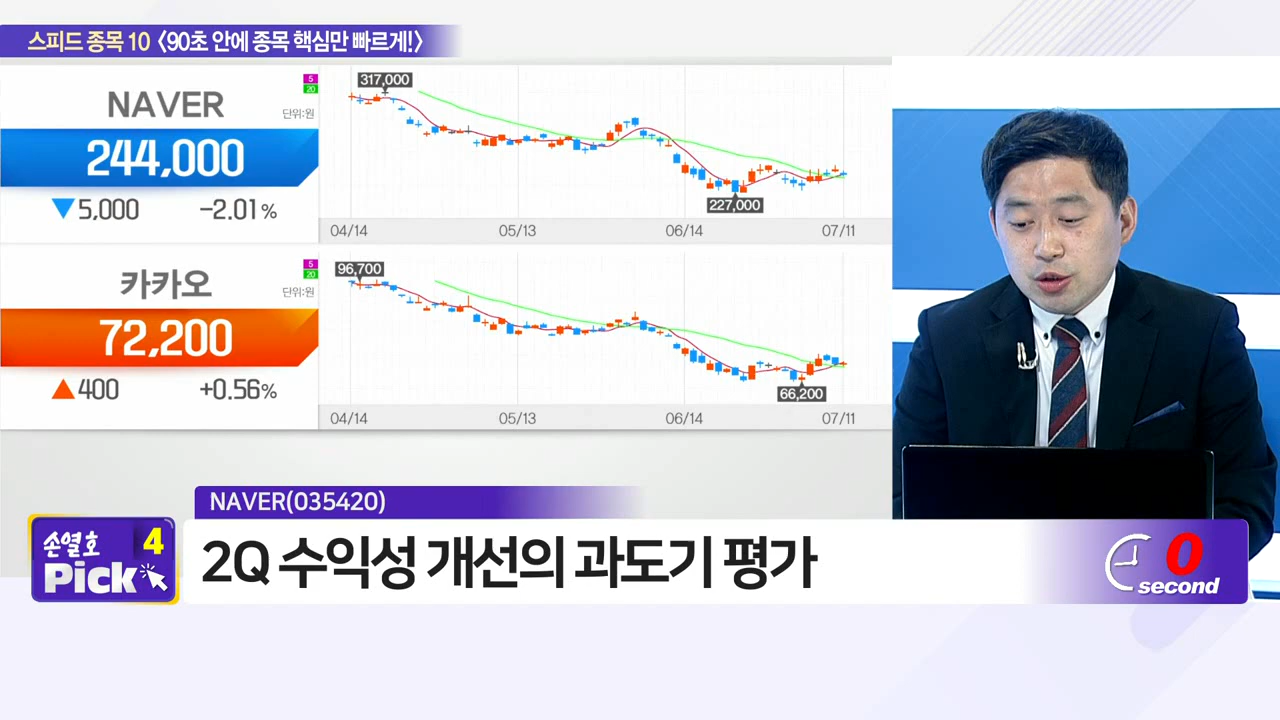 스피드 종목 10 〈90초 안에 종목 핵심만 빠르게!〉
NAVER
5
20
단위:원
244,000
▼5,000 -2.01%
317,000
227,000
04/14 05/13 06/14 07/11
카카오
5
20
단위:원
72,200
▲400 +0.56%
96,700
66,200
04/14 05/13 06/14 07/11
NAVER(035420)
손열호 4
Pick
2Q 수익성 개선의 과도기 평가
0
second